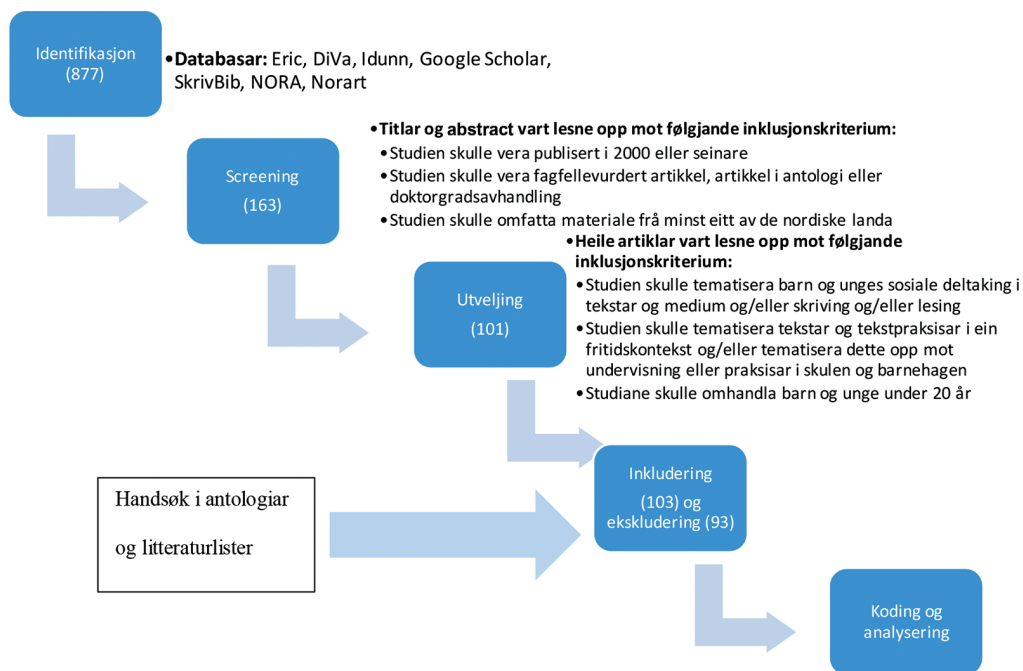 Identifikasjon
(877)
•Databasar: Eric, DiVa, Idunn, Google Scholar,
SkrivBib, NORA, Norart
Screening
(163)
•Titlar og abstract vart lesne opp mot følgjande inklusjonskriterium:
•Studien skulle vera publisert i 2000 eller seinare
•Studien skulle vera fagfellevurdert artikkel, artikkel i antologi eller
doktorgradsavhandling
•Studien skulle omfatta materiale frå minst eitt av de nordiske landa
Utveljing
(101)
•Heile artiklar vart lesne opp mot følgjande
inklusjonskriterium:
•Studien skulle tematisera barn og unges sosiale deltaking i
tekstar og medium og/eller skriving og/eller lesing
•Studien skulle tematisera tekstar og tekstpraksisar i ein
fritidskontekst og/eller tematisera dette opp mot
undervisning eller praksisar i skulen og barnehagen
•Studiane skulle omhandla barn og unge under 20 år
Handsøk i antologiar
og litteraturlister
Inkludering
(103) og
ekskludering (93)
Koding og
analysering